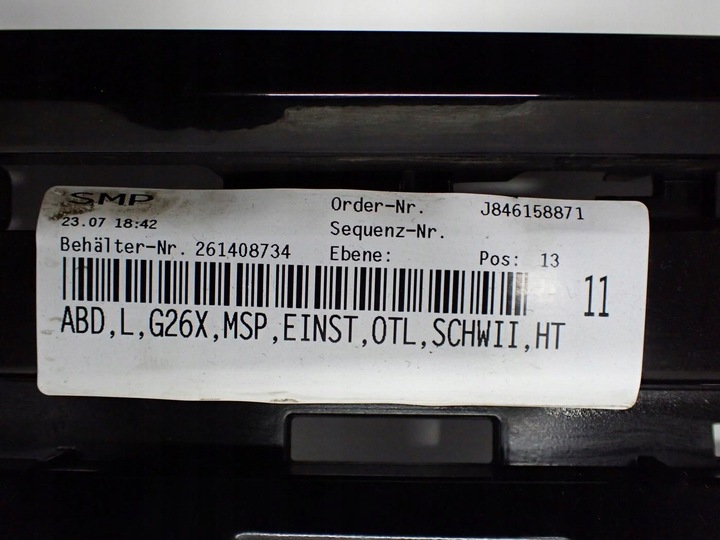 SMP
23.07 18:42
Behälter-Nr. 261408734
Order-Nr. J846158871
Sequenz-Nr.
Ebene: Pos: 13
11
ABD,L,G26X,MSP,EINST,OTL,SCHWII,HT